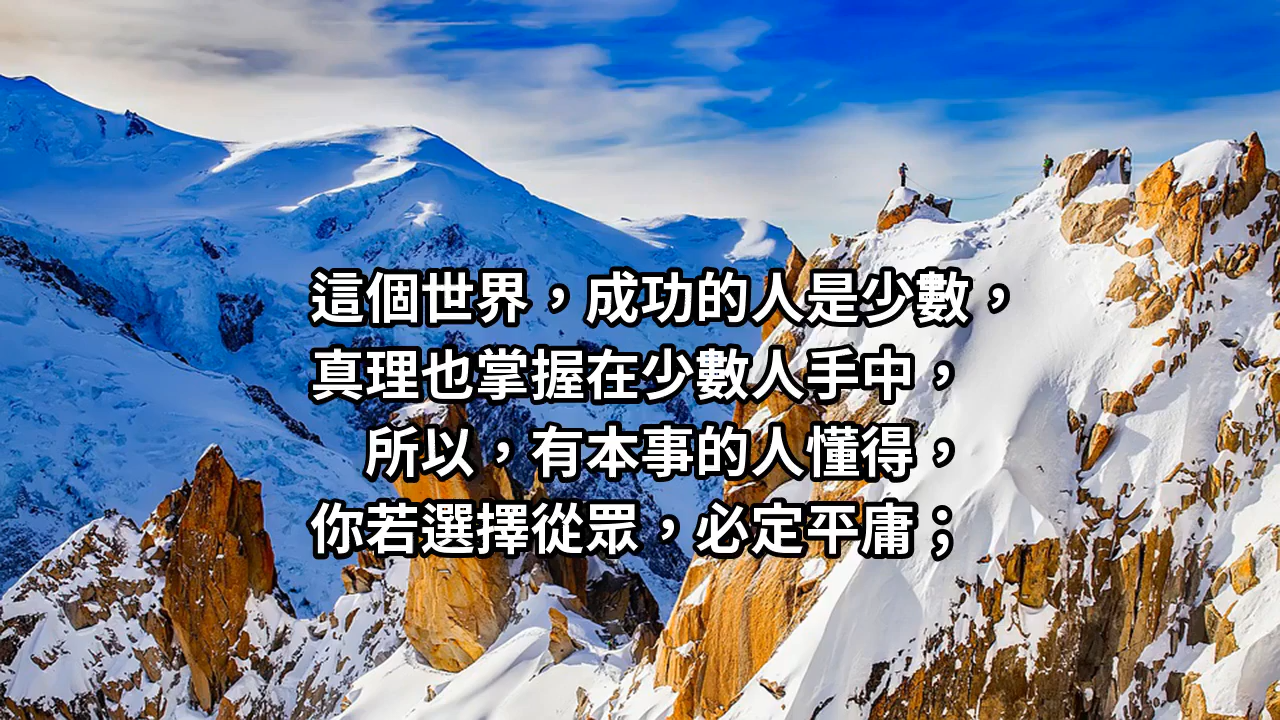 這個世界，成功的人是少數，
真理也掌握在少數人手中，
所以，有本事的人懂得，
你若選擇從眾，必定平庸；